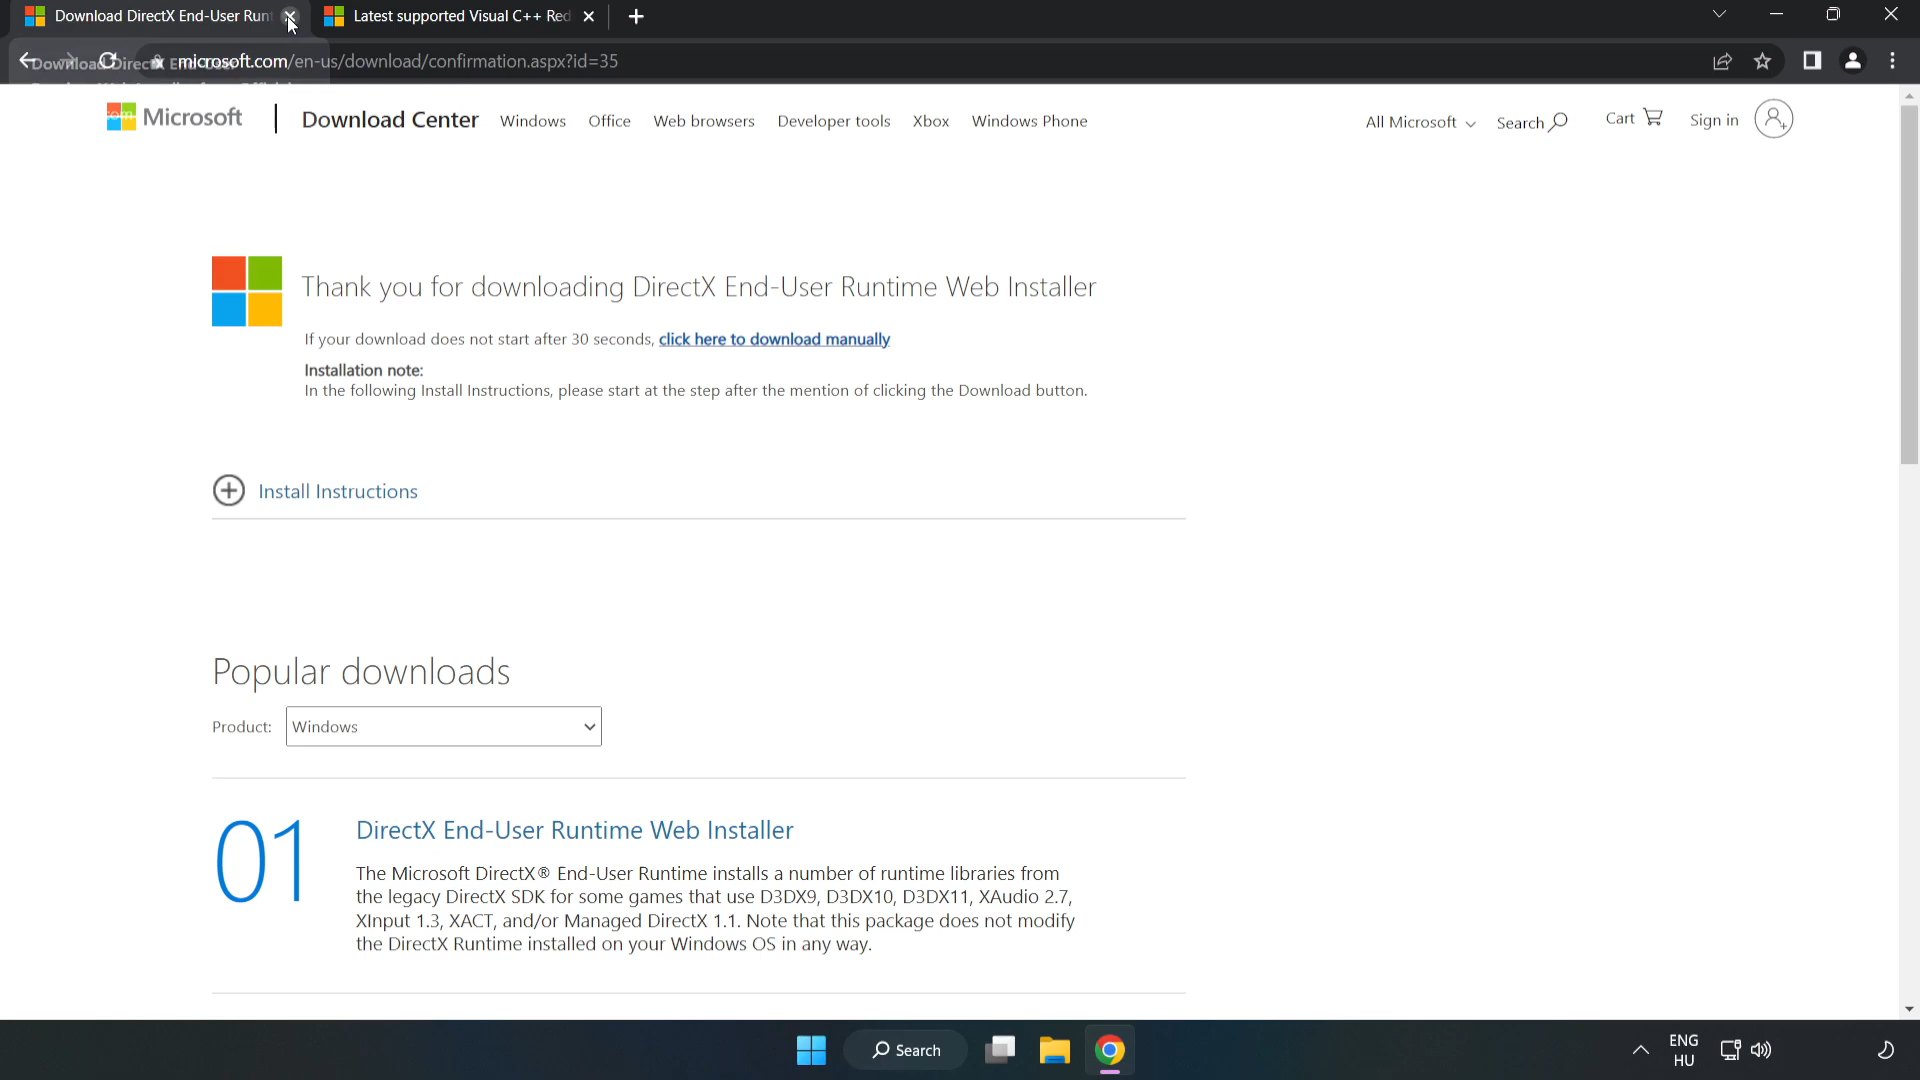 Download DirectX End-User Runt
Latest supported Visual C++ Red
microsoft.com/en-us/download/confirmation.aspx?id=35
Download DirectX End-User
Microsoft
Download Center
Windows
Office
Web browsers
Developer tools
Xbox
Windows Phone
All Microsoft
Search
Cart
Sign in
Thank you for downloading DirectX End-User Runtime Web Installer
If your download does not start after 30 seconds, click here to download manually
Installation note:
In the following Install Instructions, please start at the step after the mention of clicking the Download button.
Install Instructions
Popular downloads
Product: Windows
01
DirectX End-User Runtime Web Installer
The Microsoft DirectX® End-User Runtime installs a number of runtime libraries from
the legacy DirectX SDK for some games that use D3DX9, D3DX10, D3DX11, XAudio 2.7,
XInput 1.3, XACT, and/or Managed DirectX 1.1. Note that this package does not modify
the DirectX Runtime installed on your Windows OS in any way.
Search
ENG
HU